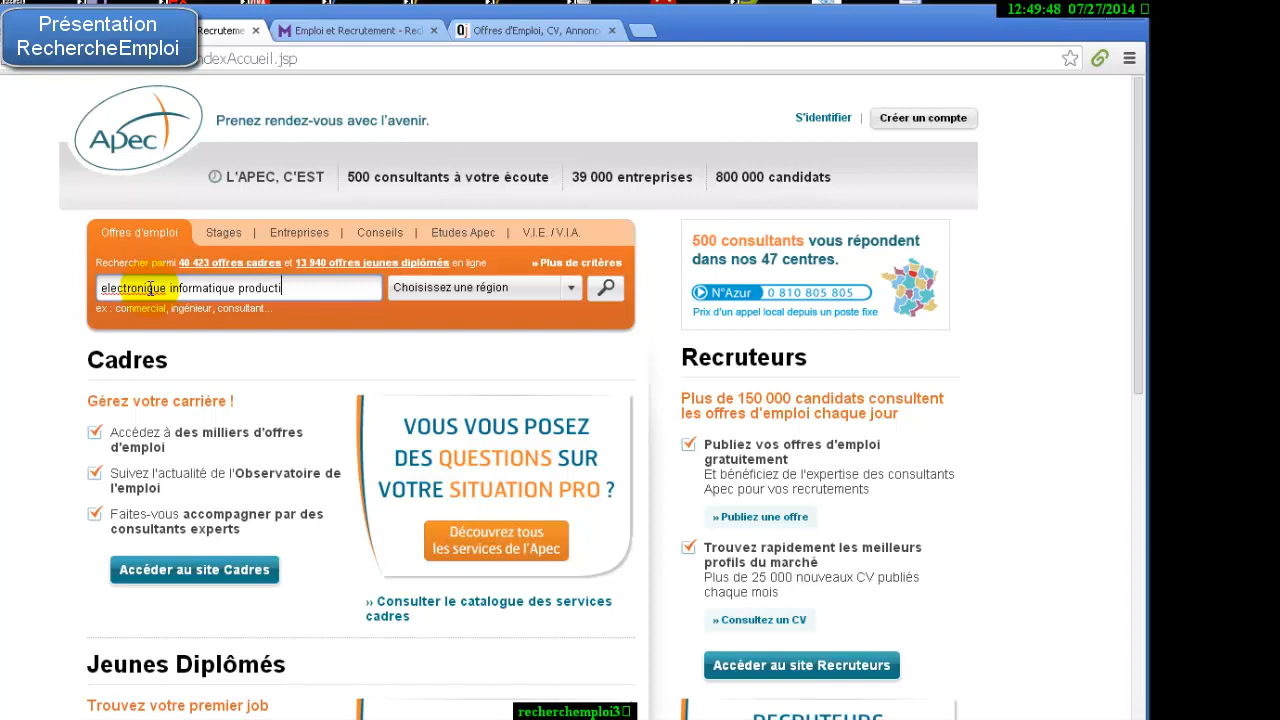 12:49:48 07/27/2014
Présentation
RechercheEmploi
Recruteme
Emploi et Recrutement - Rec
Offres d'Emploi, CV, Annonc
ndexAccueil.jsp
Apec
Prenez rendez-vous avec l'avenir.
S'identifier | Créer un compte
L'APEC, C'EST
500 consultants à votre écoute
39 000 entreprises
800 000 candidats
Offres d'emploi
Stages | Entreprises | Conseils | Etudes Apec | V.I.E. / V.I.A.
Rechercher parmi 40 423 offres cadres et 13 940 offres jeunes diplômés en ligne
» Plus de critères
electronique informatique producti
Choisissez une région
ex : commercial, ingénieur, consultant...
500 consultants vous répondent
dans nos 47 centres.
N°Azur 0 810 805 805
Prix d'un appel local depuis un poste fixe
Cadres
Gérez votre carrière !
Accédez à des milliers d'offres
d'emploi
Suivez l'actualité de l'Observatoire de
l'emploi
Faites-vous accompagner par des
consultants experts
Accéder au site Cadres
VOUS VOUS POSEZ
DES QUESTIONS SUR
VOTRE SITUATION PRO ?
Découvrez tous
les services de l'Apec
›› Consulter le catalogue des services
cadres
Recruteurs
Plus de 150 000 candidats consultent
les offres d'emploi chaque jour
Publiez vos offres d'emploi
gratuitement
Et bénéficiez de l'expertise des consultants
Apec pour vos recrutements
» Publiez une offre
Trouvez rapidement les meilleurs
profils du marché
Plus de 25 000 nouveaux CV publiés
chaque mois
» Consultez un CV
Accéder au site Recruteurs
Jeunes Diplômés
Trouvez votre premier job
RECRUTEURS
recherchemploi3